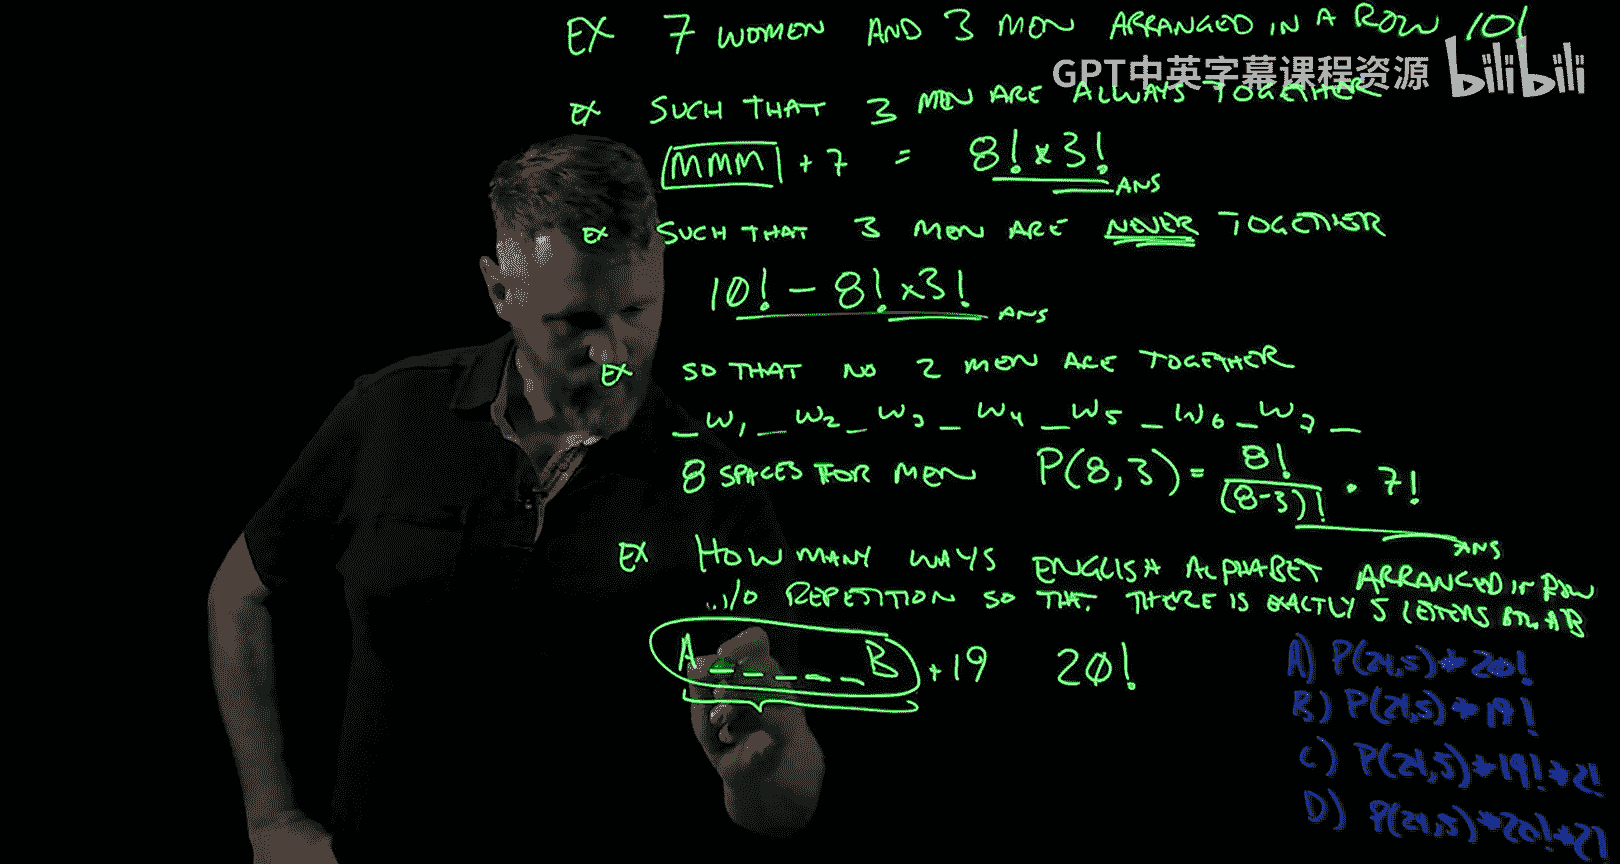 EX 7 WOMEN AND 3 MEN ARRANGED IN A ROW 10!
GPT中英字幕课程资源 bilibili
EX SUCH THAT 3 MEN ARE ALWAYS TOGETHER
MMM + 7 = 8! x 3! ANS
EX SUCH THAT 3 MEN ARE NEVER TOGETHER
10! - 8! x 3! ANS
EX SO THAT NO 2 MEN ARE TOGETHER
_ W1 _ W2 _ W3 _ W4 _ W5 _ W6 _ W7 _
8 SPACES FOR MEN P(8,3) = 8! / (8-3)! . 7! ANS
EX HOW MANY WAYS ENGLISH ALPHABET ARRANGED IN ROW
W/O REPETITION SO THAT THERE IS EXACTLY 5 LETTERS BTN AB
A _ _ _ _ _ B + 19 20!
A) P(24,5) * 20!
B) P(24,5) * 19!
C) P(24,5) * 19! * 2!
D) P(24,5) * 20! * 2!